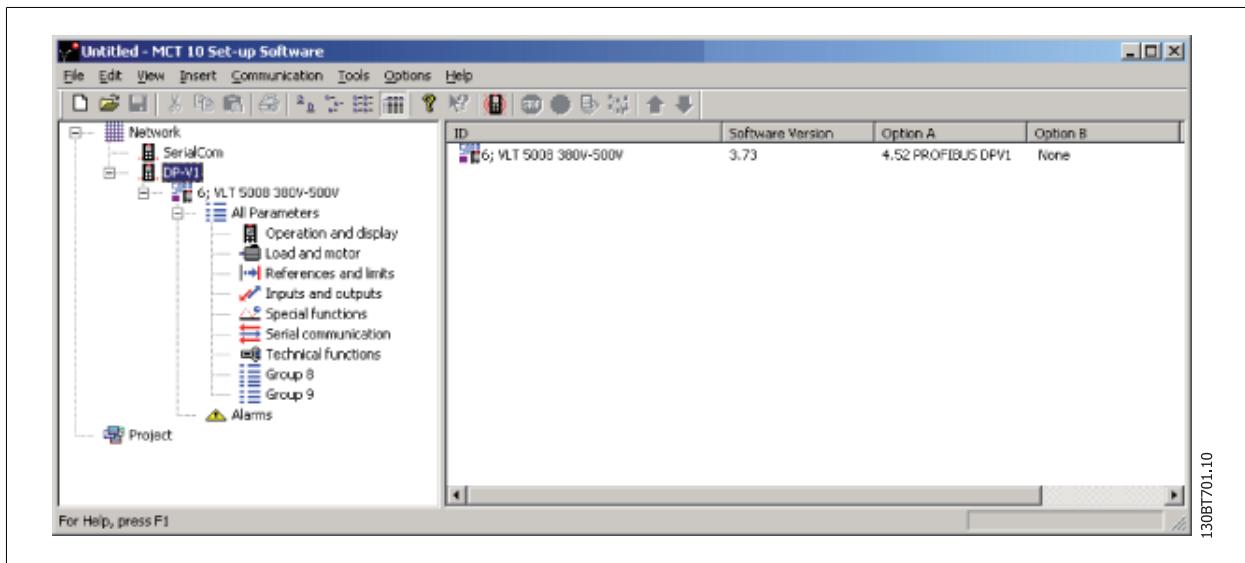 Untitled - MCT 10 Set-up Software
File Edit View Insert Communication Tools Options Help
Network
SerialCom
DP-V1
6; VLT 5008 380V-500V
All Parameters
Operation and display
Load and motor
References and limits
Inputs and outputs
Special functions
Serial communication
Technical functions
Group 8
Group 9
Alarms
Project
ID Software Version Option A Option B
6; VLT 5008 380V-500V 3.73 4.52 PROFIBUS DPV1 None
For Help, press F1
130BT701.10